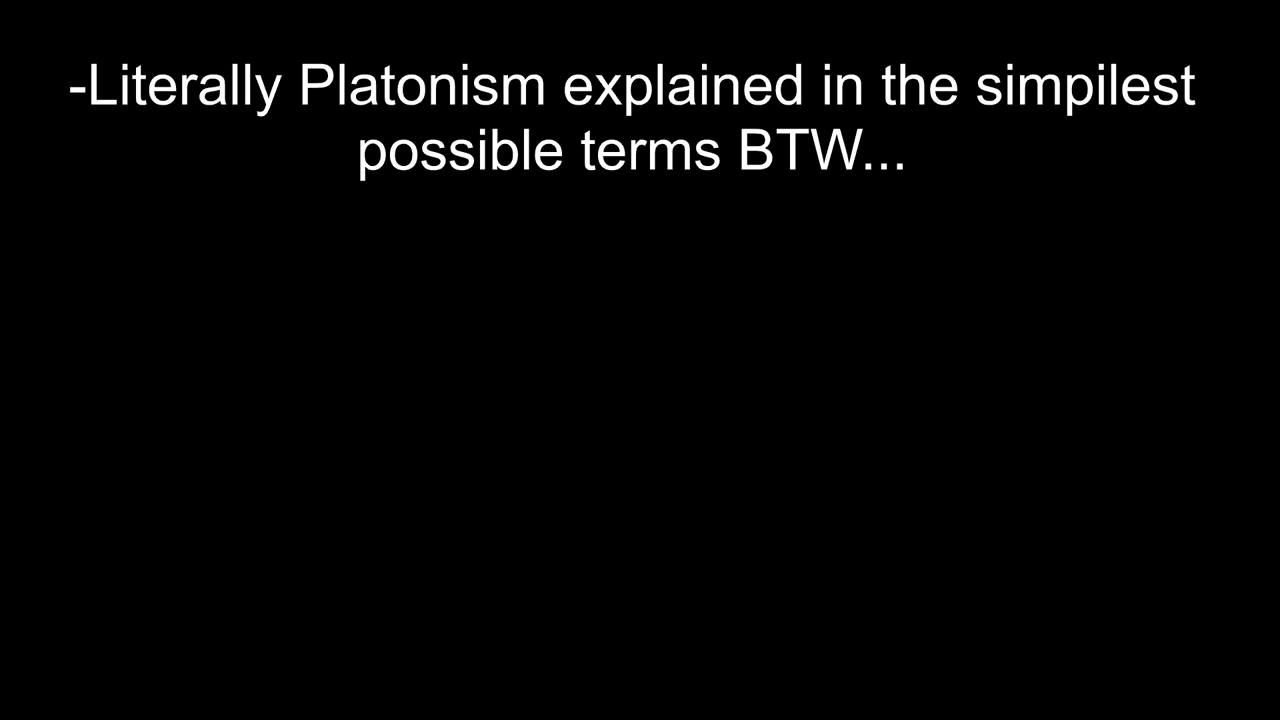 -Literally Platonism explained in the simpilest
possible terms BTW...